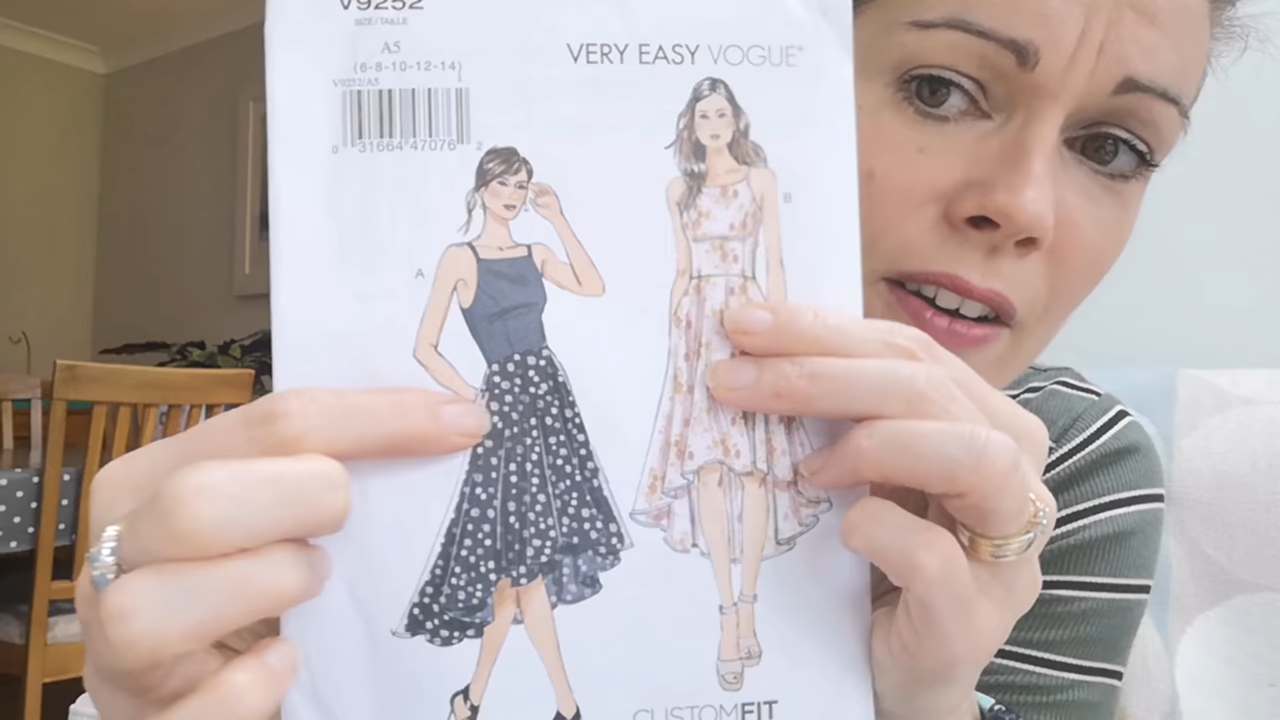 V9252
SIZE/TAILLE
A5
(6-8-10-12-14)
V9252/A5
0 31664 47076 2
VERY EASY VOGUE®
A
B
CUSTOMFIT